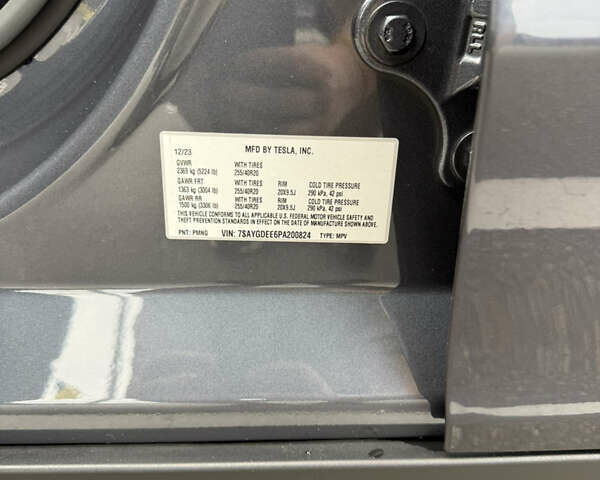 12/23 MFD BY TESLA, INC.
GVWR WITH TIRES
2369 kg (5224 lb) 255/40R20
GAWR FRT WITH TIRES RIM COLD TIRE PRESSURE
1363 kg (3004 lb) 255/40R20 20X9.5J 290 kPa, 42 psi
GAWR RR WITH TIRES RIM COLD TIRE PRESSURE
1500 kg (3306 lb) 255/40R20 20X9.5J 290 kPa, 42 psi
THIS VEHICLE CONFORMS TO ALL APPLICABLE U.S. FEDERAL MOTOR VEHICLE SAFETY AND
THEFT PREVENTION STANDARDS IN EFFECT ON THE DATE OF MANUFACTURE SHOWN ABOVE.
PNT: PMNG VIN: 7SAYGDEE6PA200824 TYPE: MPV